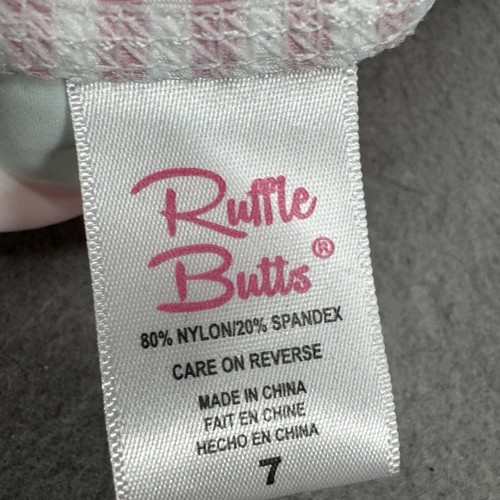 Ruffle
Butts®
80% NYLON/20% SPANDEX
CARE ON REVERSE
MADE IN CHINA
FAIT EN CHINE
HECHO EN CHINA
7